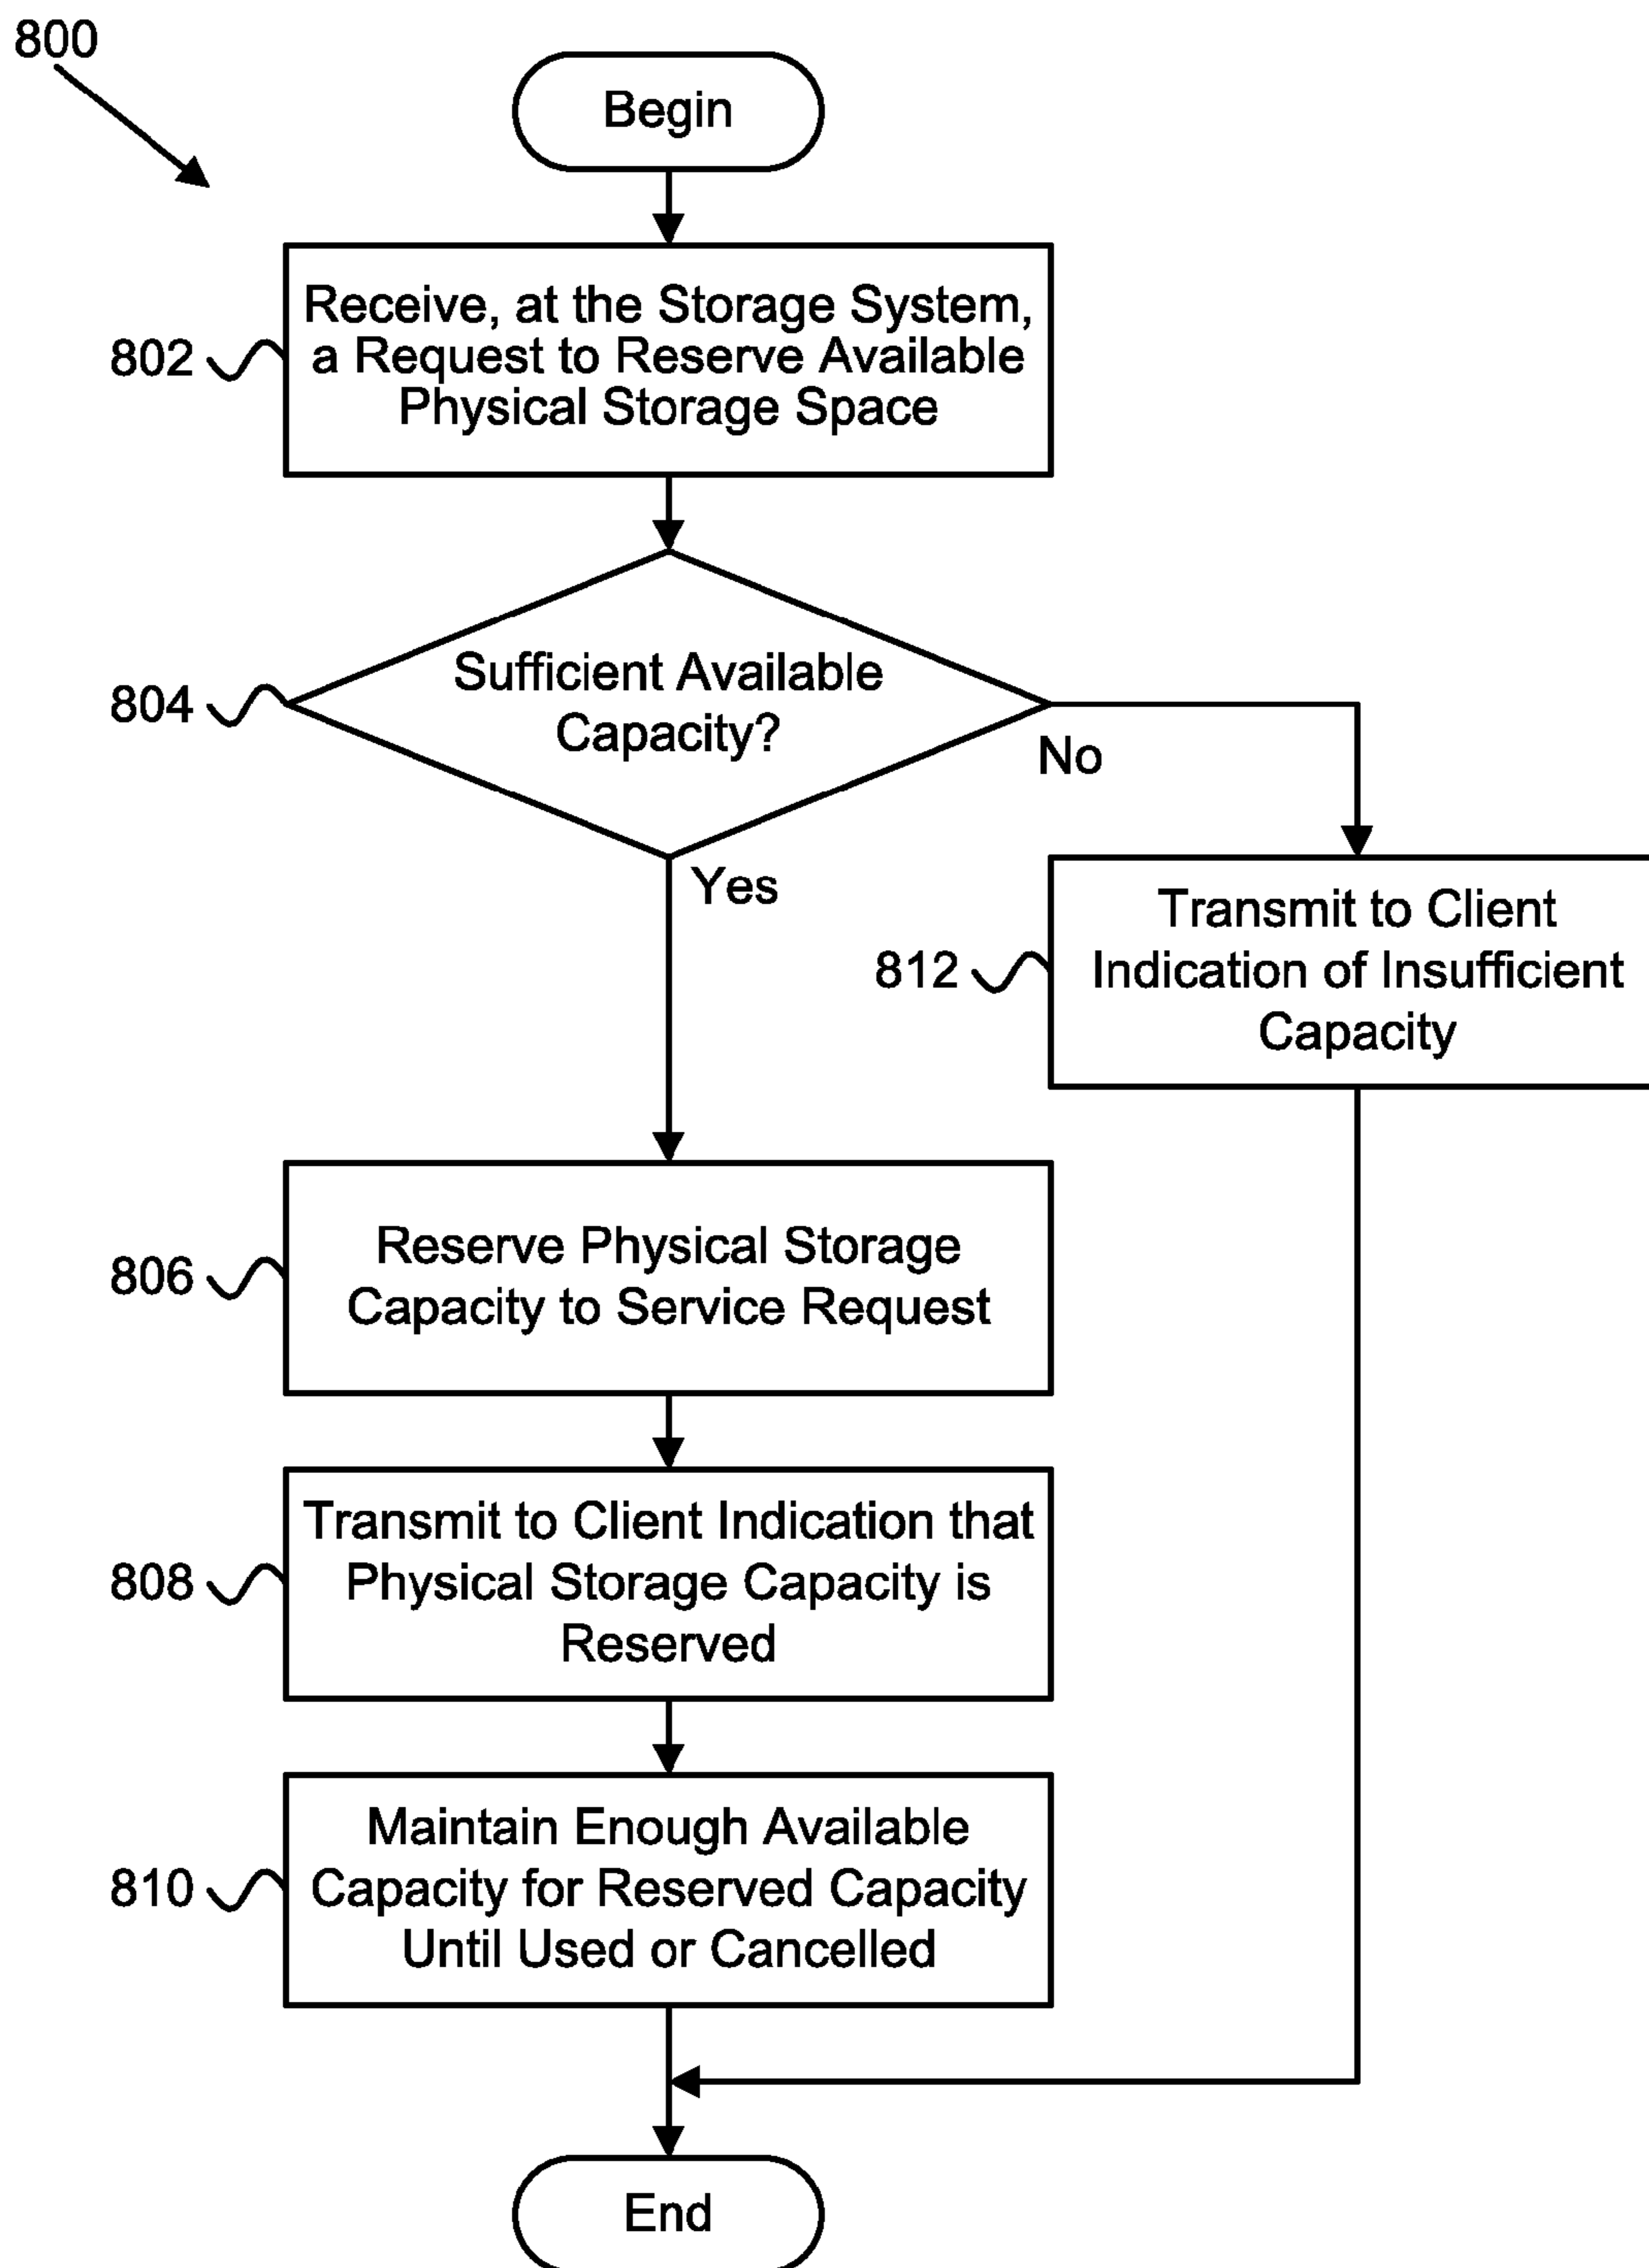 800
Begin
802
Receive, at the Storage System,
a Request to Reserve Available
Physical Storage Space
804
Sufficient Available
Capacity?
No
Yes
812
Transmit to Client
Indication of Insufficient
Capacity
806
Reserve Physical Storage
Capacity to Service Request
808
Transmit to Client Indication that
Physical Storage Capacity is
Reserved
810
Maintain Enough Available
Capacity for Reserved Capacity
Until Used or Cancelled
End